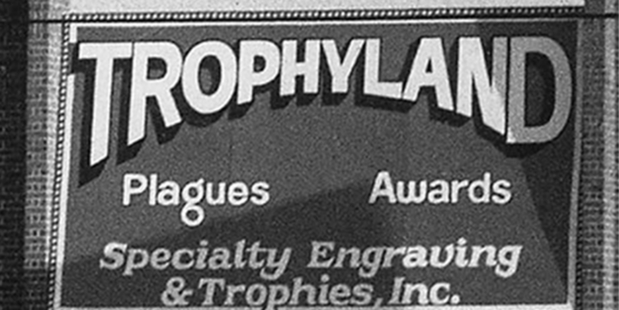 TROPHYLAND
Plagues Awards
Specialty Engraving
& Trophies, Inc.